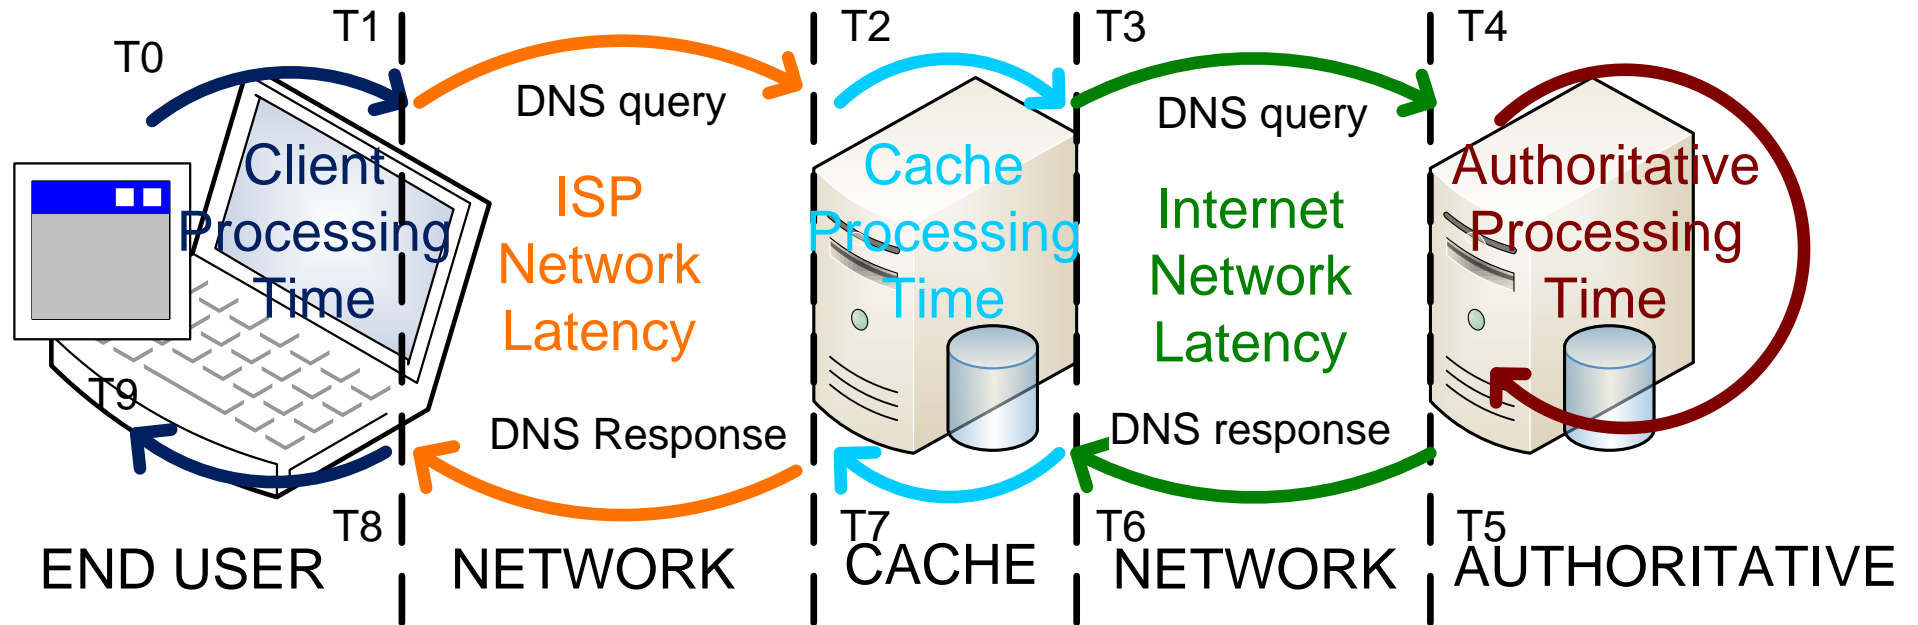 T0
T1
T2
T3
T4
DNS query
DNS query
Client
Processing
Time
ISP
Network
Latency
Cache
Processing
Time
Internet
Network
Latency
Authoritative
Processing
Time
T9
DNS Response
DNS response
T8
T7
T6
T5
END USER
NETWORK
CACHE
NETWORK
AUTHORITATIVE